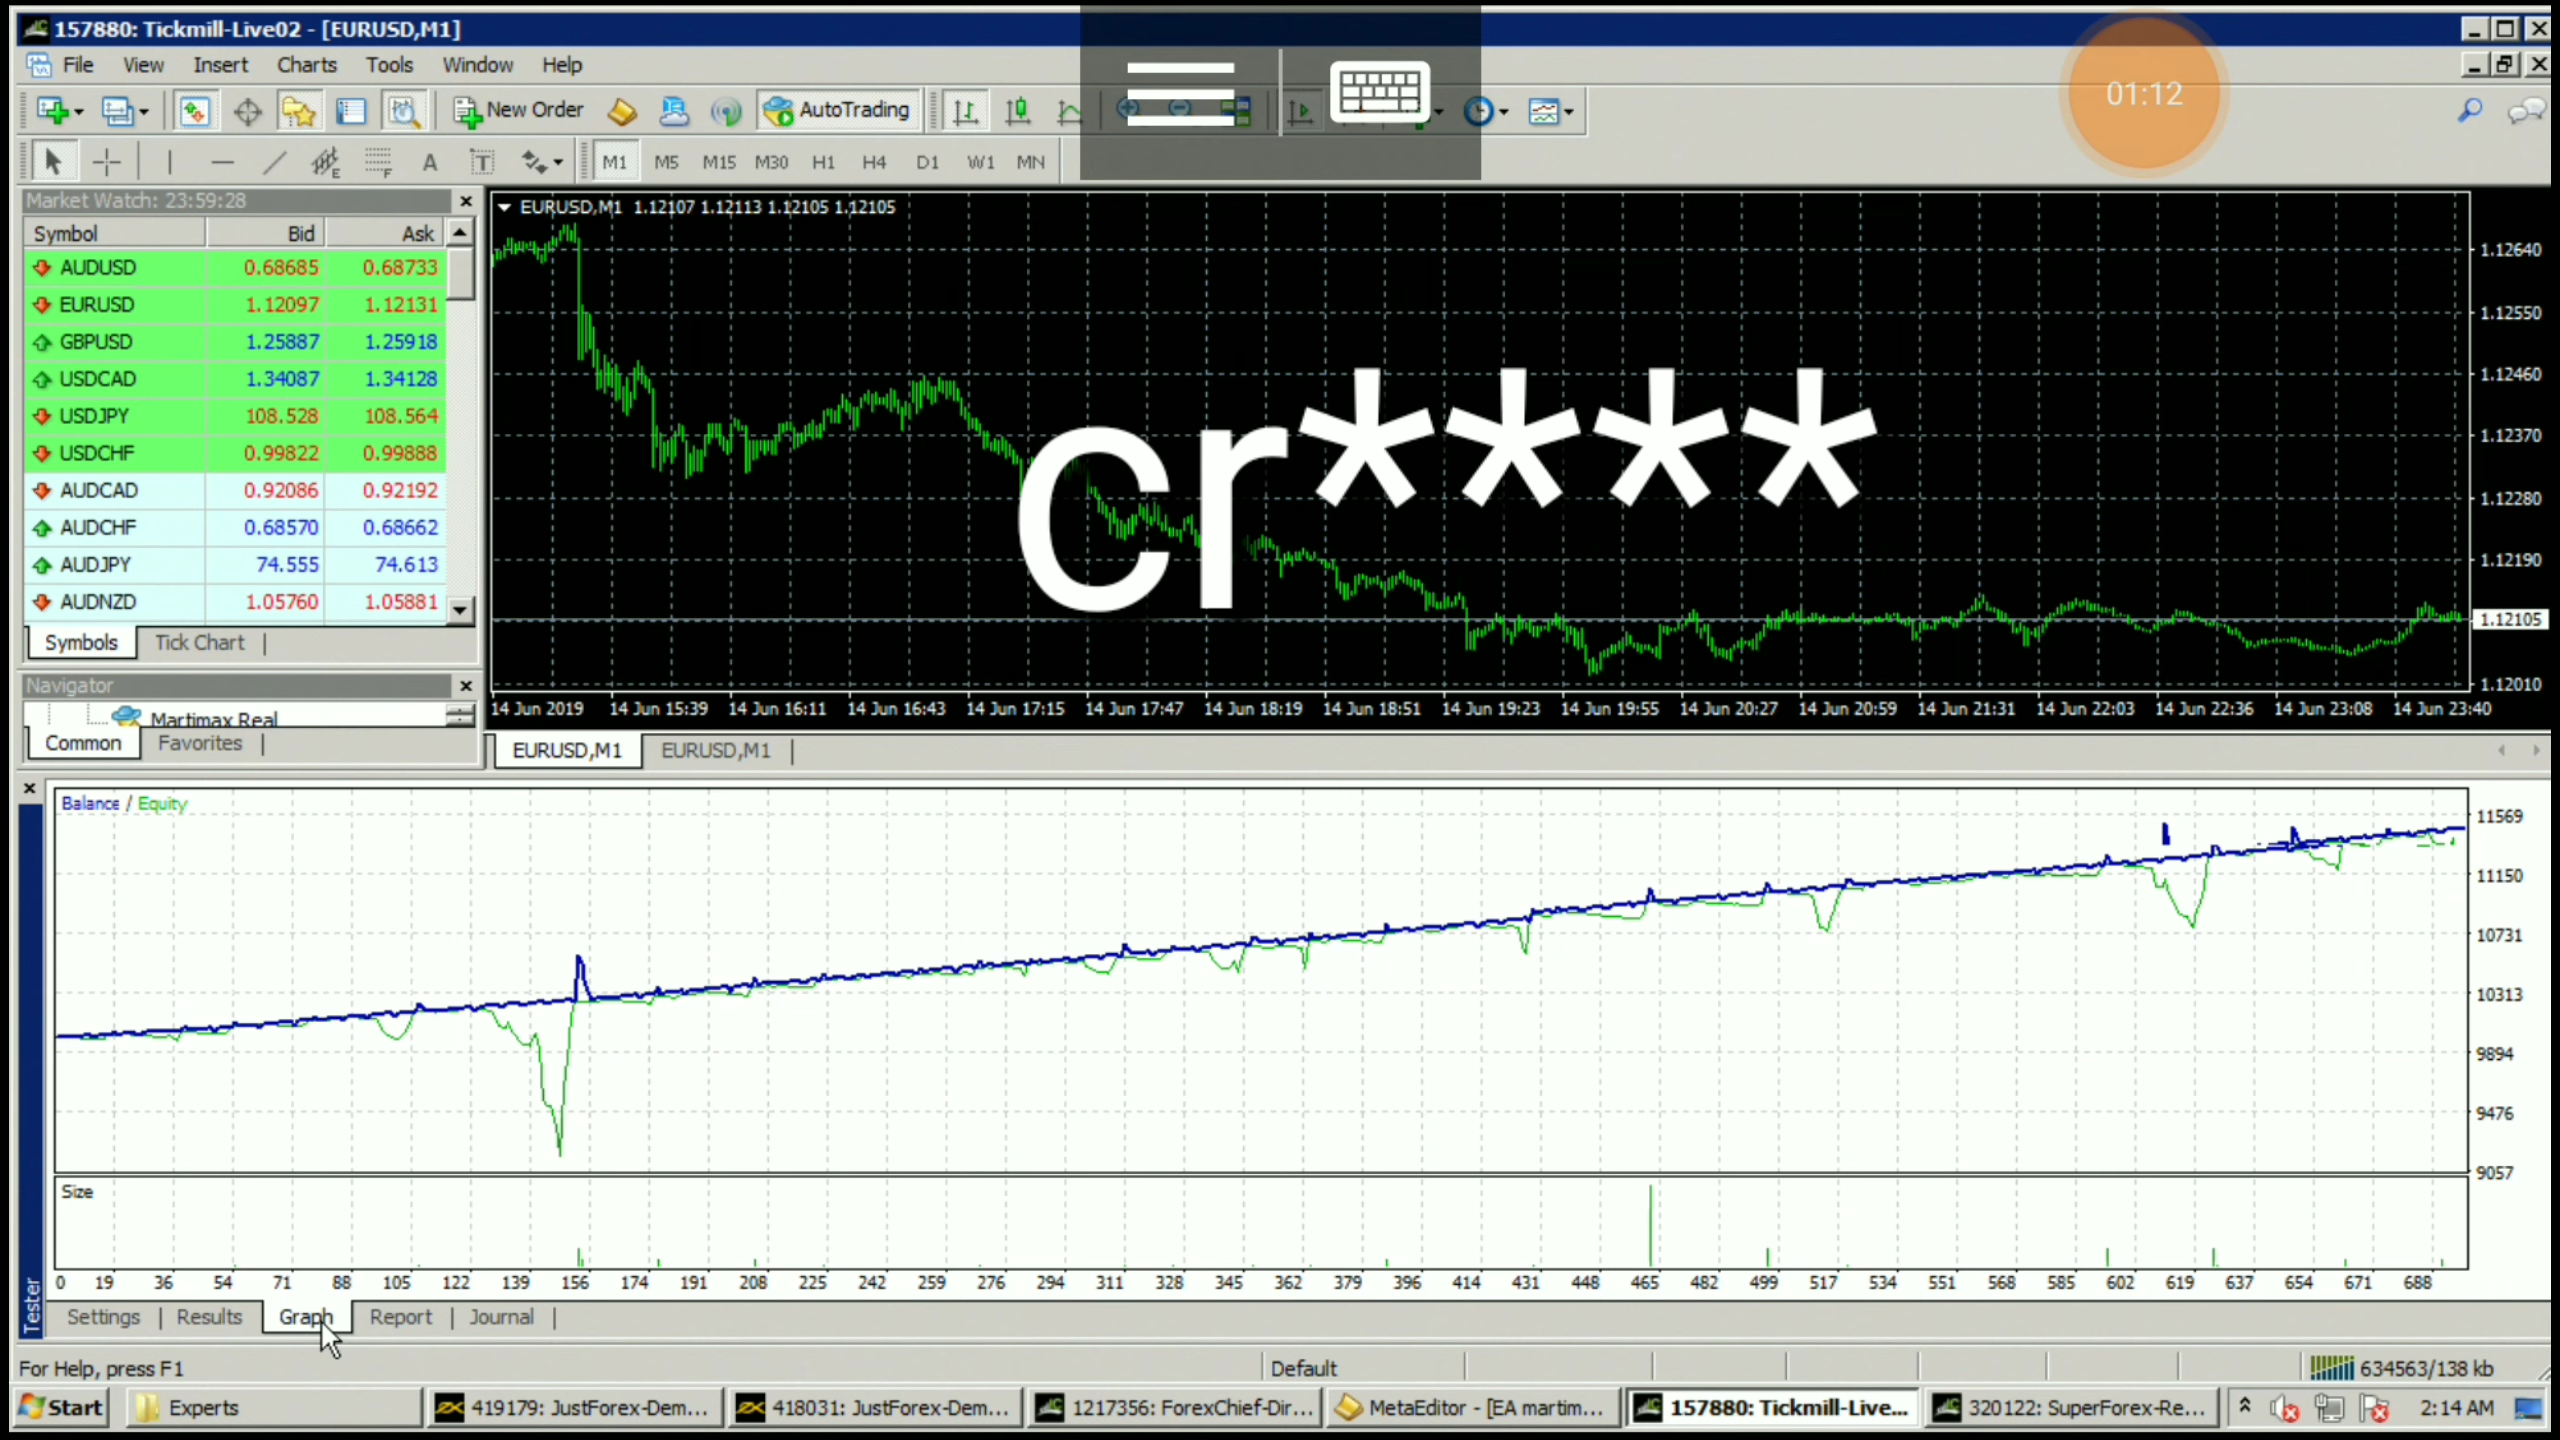 157880: Tickmill-Live02 - [EURUSD,M1]
01:12
File View Insert Charts Tools Window Help
New Order AutoTrading
A T M1 M5 M15 M30 H1 H4 D1 W1 MN
Market Watch: 23:59:28
Symbol Bid Ask
AUDUSD 0.68685 0.68733
EURUSD 1.12097 1.12131
GBPUSD 1.25887 1.25918
USDCAD 1.34087 1.34128
USDJPY 108.528 108.564
USDCHF 0.99822 0.99888
AUDCAD 0.92086 0.92192
AUDCHF 0.68570 0.68662
AUDJPY 74.555 74.613
AUDNZD 1.05760 1.05881
Symbols Tick Chart
Navigator
Martimax Real
Common Favorites
EURUSD,M1 1.12107 1.12113 1.12105 1.12105
cr****
1.12640
1.12550
1.12460
1.12370
1.12280
1.12190
1.12105
1.12010
14 Jun 2019 14 Jun 15:39 14 Jun 16:11 14 Jun 16:43 14 Jun 17:15 14 Jun 17:47 14 Jun 18:19 14 Jun 18:51 14 Jun 19:23 14 Jun 19:55 14 Jun 20:27 14 Jun 20:59 14 Jun 21:31 14 Jun 22:03 14 Jun 22:36 14 Jun 23:08 14 Jun 23:40
EURUSD,M1 EURUSD,M1
Balance / Equity
11569
11150
10731
10313
9894
9476
9057
Size
0 19 36 54 71 88 105 122 139 156 174 191 208 225 242 259 276 294 311 328 345 362 379 396 414 431 448 465 482 499 517 534 551 568 585 602 619 637 654 671 688
Tester
Settings Results Graph Report Journal
For Help, press F1 Default 634563/138 kb
Start Experts 419179: JustForex-Dem... 418031: JustForex-Dem... 1217356: ForexChief-Dir... MetaEditor - [EA martim... 157880: Tickmill-Live... 320122: SuperForex-Re... 2:14 AM